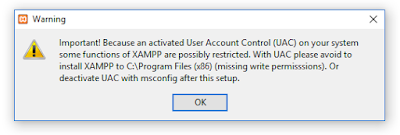 Warning
Important! Because an activated User Account Control (UAC) on your system
some functions of XAMPP are possibly restricted. With UAC please avoid to
install XAMPP to C:\Program Files (x86) (missing write permisssions). Or
deactivate UAC with msconfig after this setup.
OK